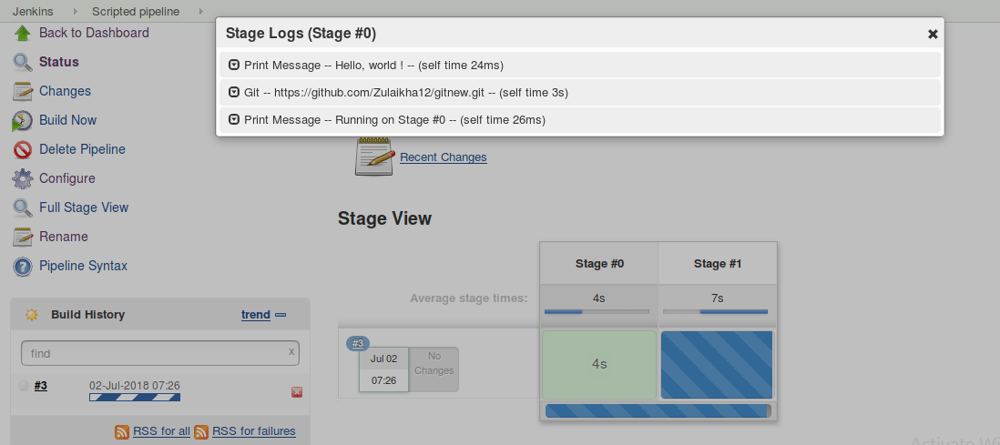 Jenkins Scripted pipeline
Stage Logs (Stage #0) ✖
Print Message -- Hello, world ! -- (self time 24ms)
Git -- https://github.com/Zulaikha12/gitnew.git -- (self time 3s)
Print Message -- Running on Stage #0 -- (self time 26ms)
Back to Dashboard
Status
Changes
Build Now
Delete Pipeline
Configure
Full Stage View
Rename
Pipeline Syntax
Build History trend
find x
#3 02-Jul-2018 07:26
RSS for all RSS for failures
Recent Changes
Stage View
Stage #0 Stage #1
Average stage times: 4s 7s
#3
Jul 02
07:26
No
Changes
4s
Activate Wi